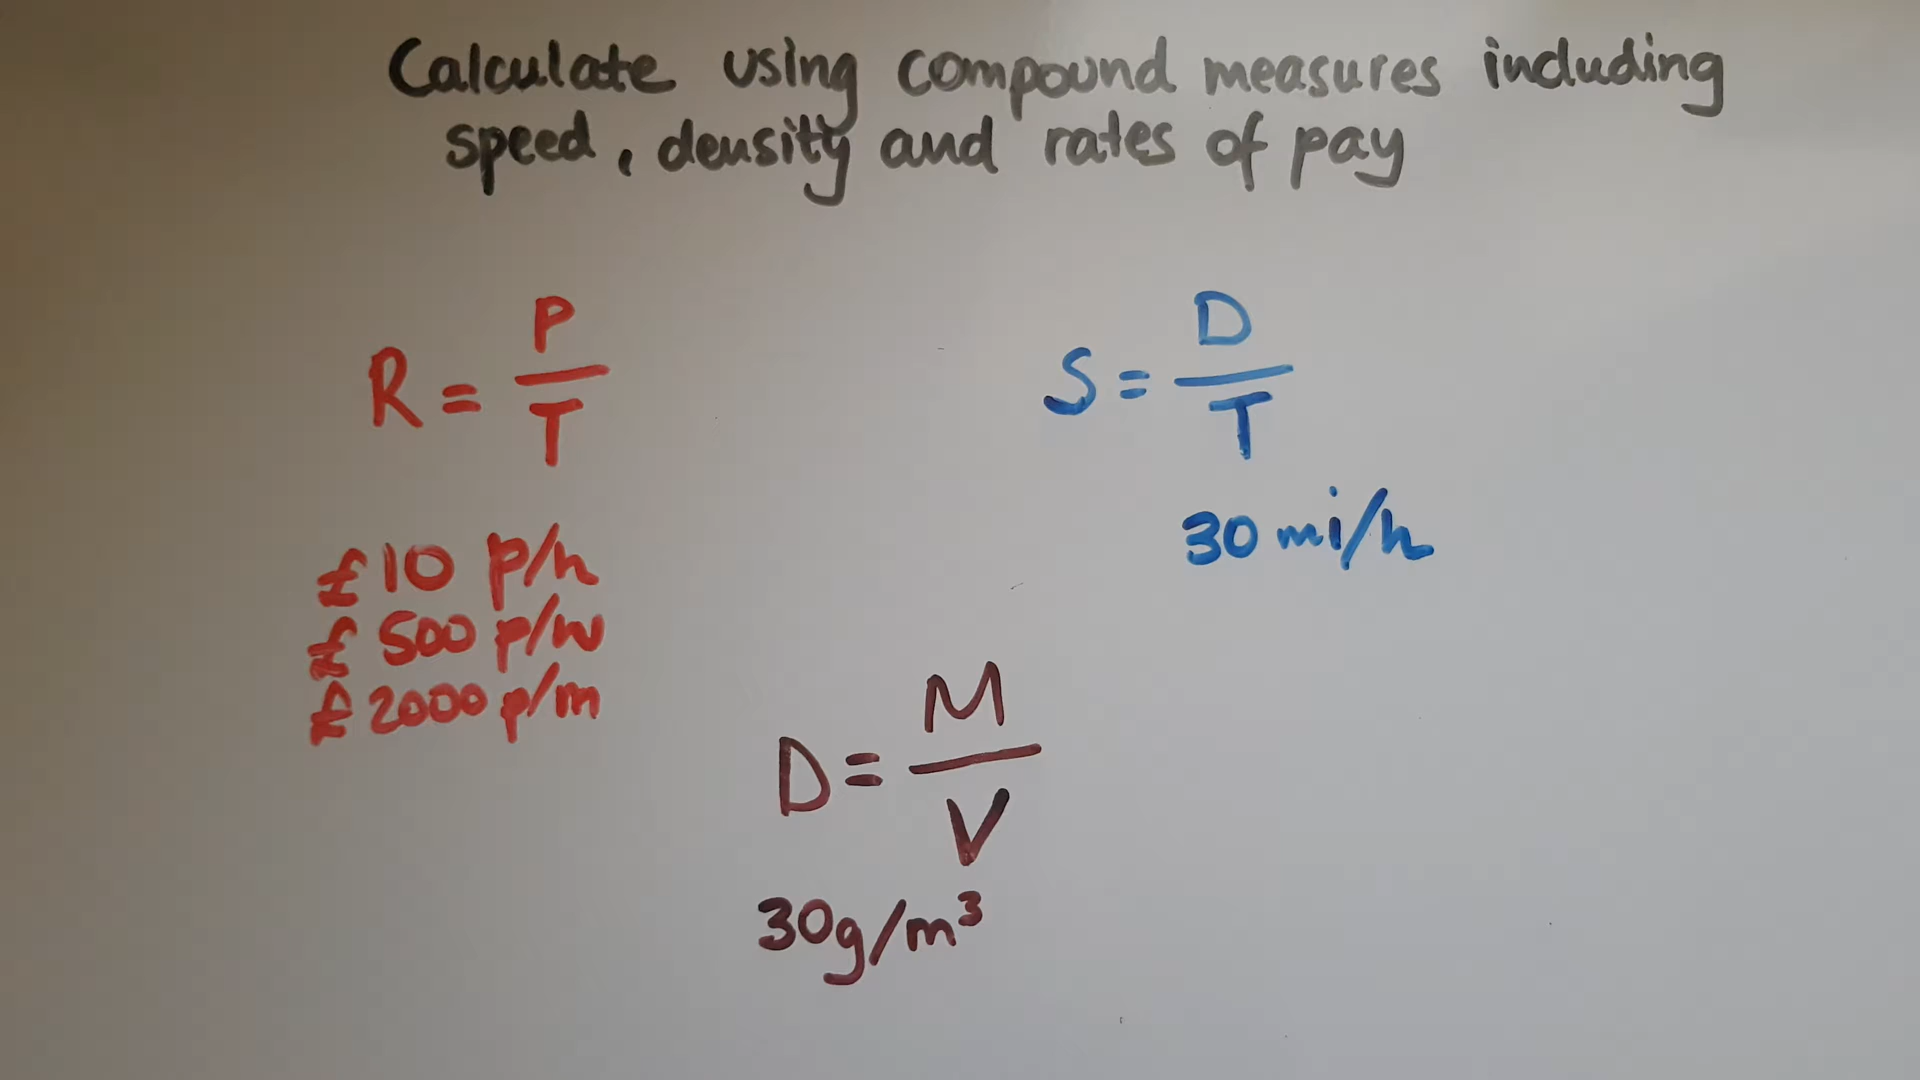 Calculate using compound measures including
speed, density and rates of pay
R = P/T
S = D/T
30 mi/h
£10 p/h
£500 p/w
£2000 p/m
D = M/V
30g/m³